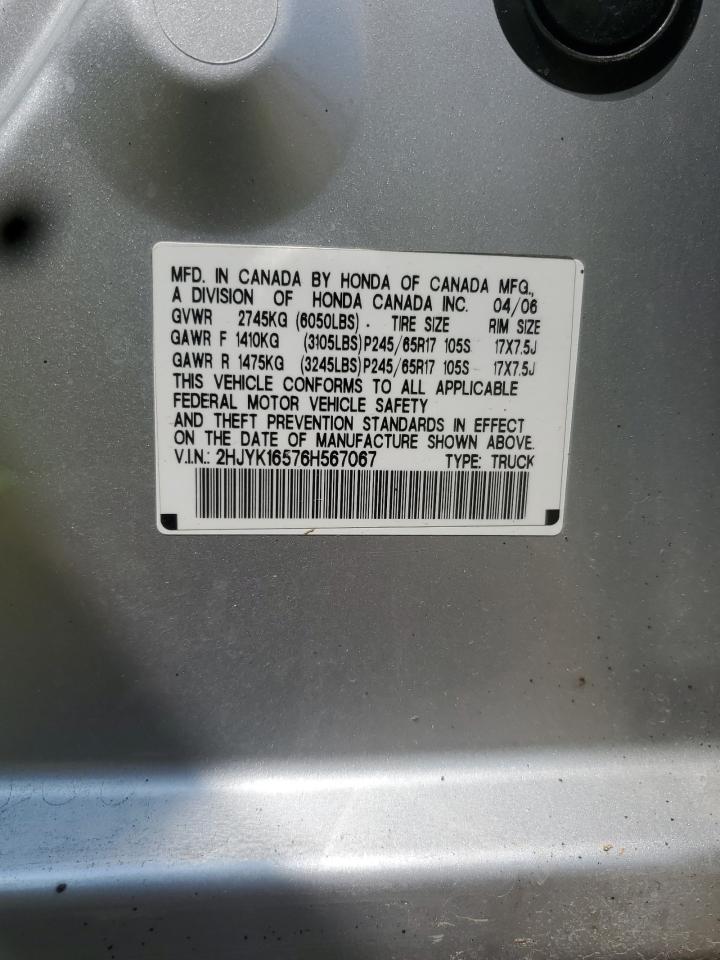 MFD. IN CANADA BY HONDA OF CANADA MFG.,
A DIVISION OF HONDA CANADA INC. 04/06
GVWR 2745KG (6050LBS). TIRE SIZE RIM SIZE
GAWR F 1410KG (3105LBS)P245/65R17 105S 17X7.5J
GAWR R 1475KG (3245LBS)P245/65R17 105S 17X7.5J
THIS VEHICLE CONFORMS TO ALL APPLICABLE
FEDERAL MOTOR VEHICLE SAFETY
AND THEFT PREVENTION STANDARDS IN EFFECT
ON THE DATE OF MANUFACTURE SHOWN ABOVE.
V.I.N.: 2HJYK16576H567067 TYPE: TRUCK